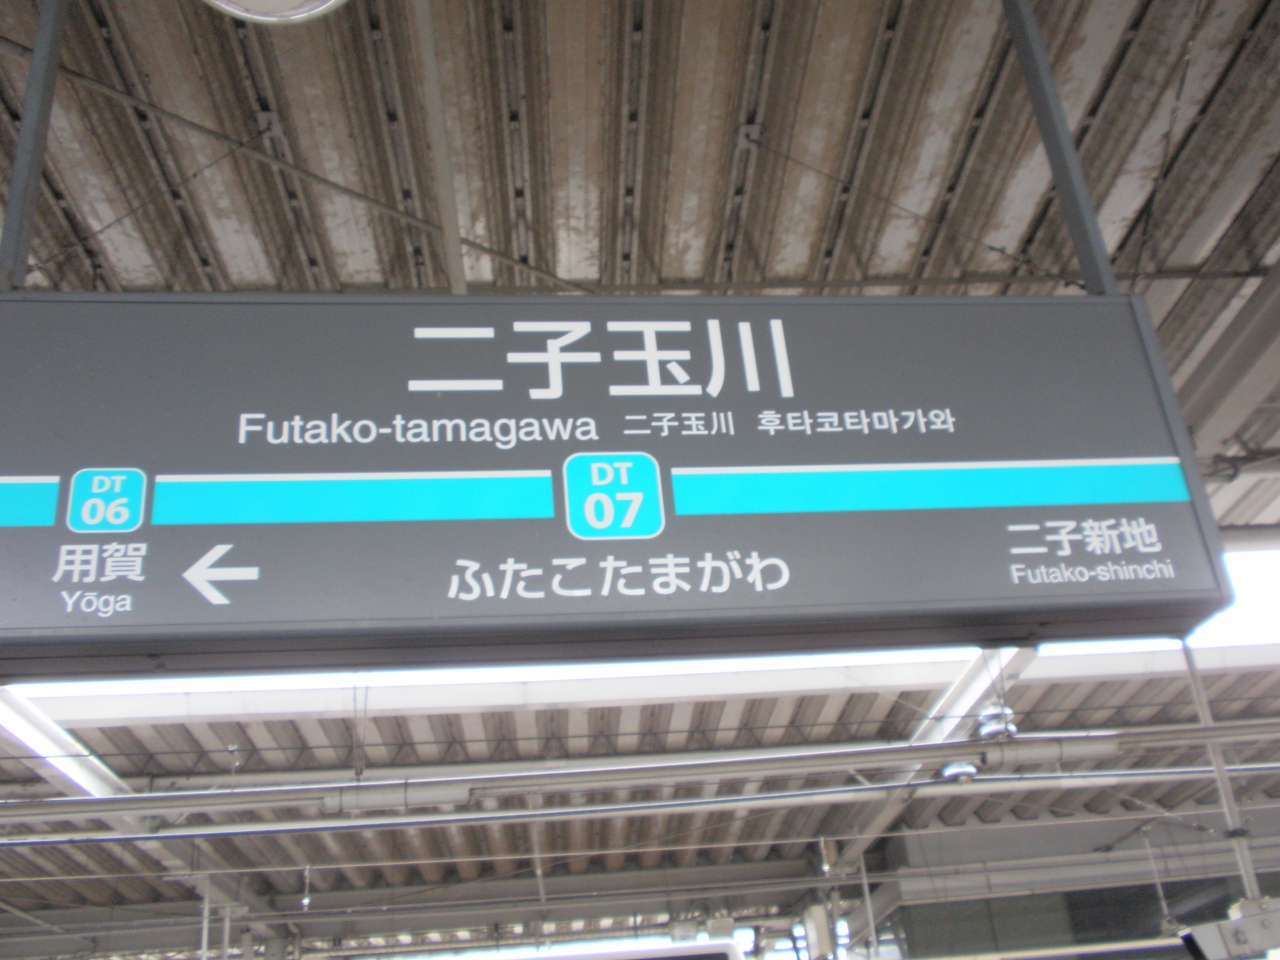 二子玉川
Futako-tamagawa 二子玉川 후타코타마가와
DT 06
DT 07
用賀
Yōga
ふたこたまがわ
二子新地
Futako-shinchi